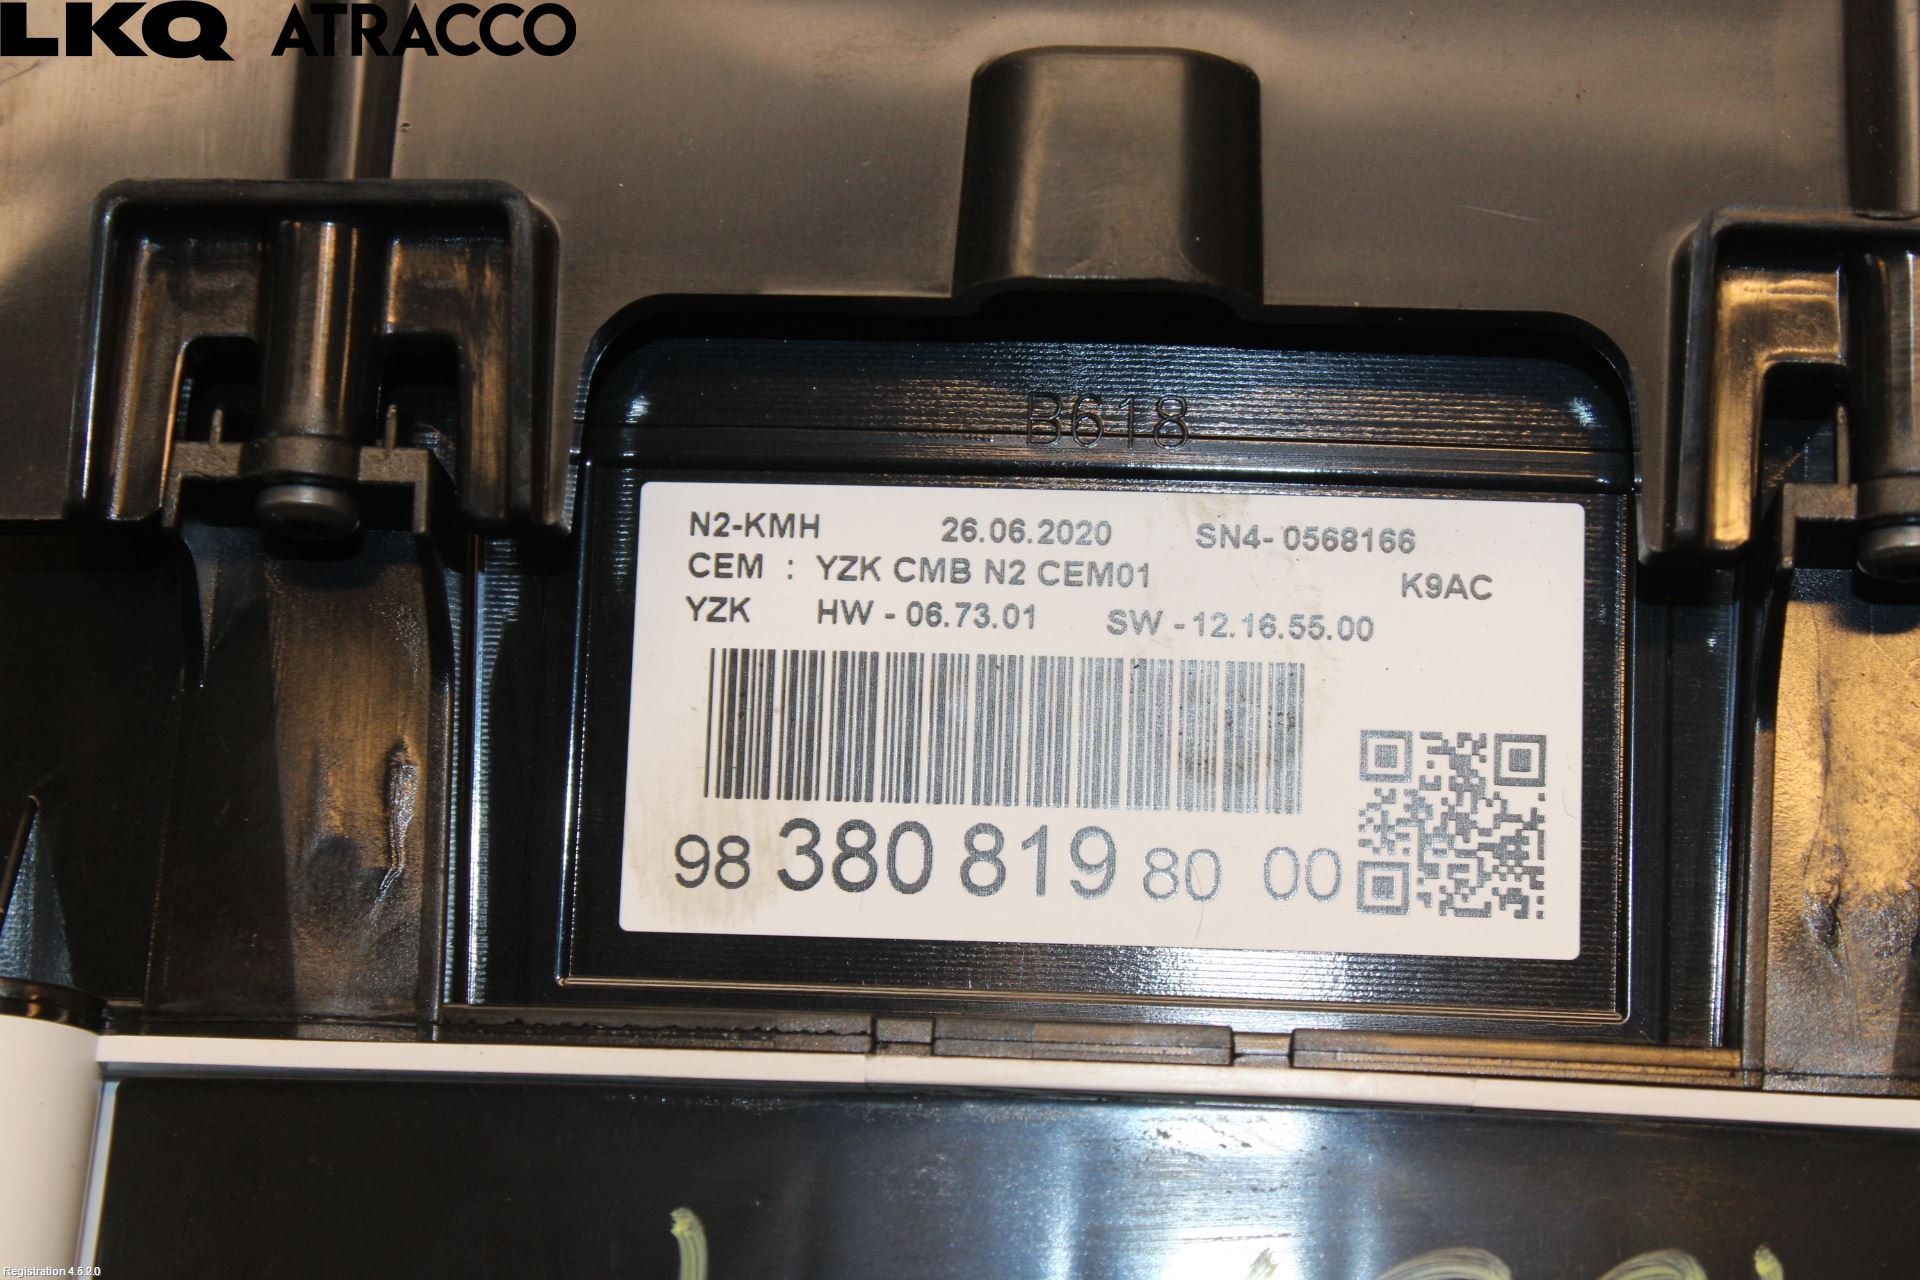 LKQ ATRACCO
B618
N2-KMH 26.06.2020 SN4-0568166
CEM : YZK CMB N2 CEM01 K9AC
YZK HW - 06.73.01 SW -12.16.55.00
98 380 819 80 00
Registration 4.5.2.0